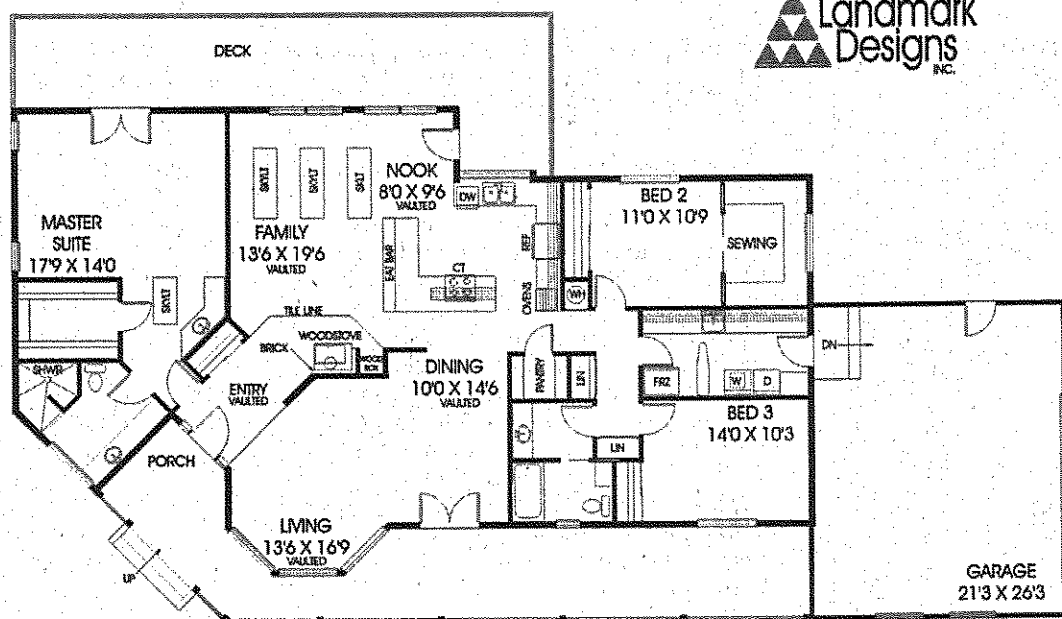 Landmark
Designs
INC.
DECK
NOOK
8'0 X 9'6
VAULTED
SKYLT
SKYLT
SKLT
DW
BED 2
11'0 X 10'9
MASTER
SUITE
17'9 X 14'0
FAMILY
13'6 X 19'6
VAULTED
EAT BAR
REF
SEWING
CT
SKYLT
OVENS
WH
TILE LINE
WOODSTOVE
BRICK
WOOD
BOX
DN
SHWR
DINING
10'0 X 14'6
VAULTED
PANTRY
LIN
FRZ
W
D
ENTRY
VAULTED
BED 3
14'0 X 10'3
LIN
PORCH
LIVING
13'6 X 16'9
VAULTED
UP
GARAGE
21'3 X 26'3